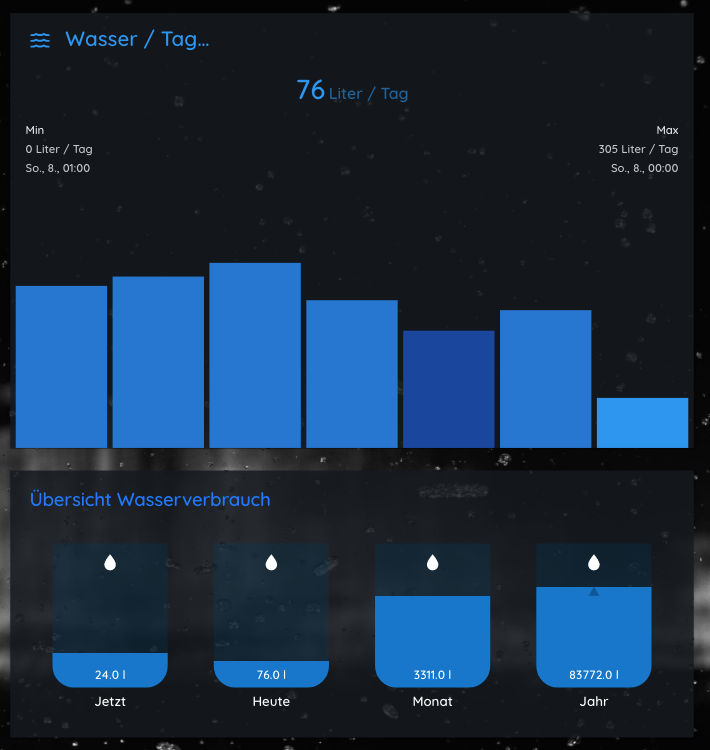 Wasser / Tag...
76 Liter / Tag
Min
0 Liter / Tag
So., 8., 01:00
Max
305 Liter / Tag
So., 8., 00:00
Übersicht Wasserverbrauch
24.0 l
Jetzt
76.0 l
Heute
3311.0 l
Monat
83772.0 l
Jahr